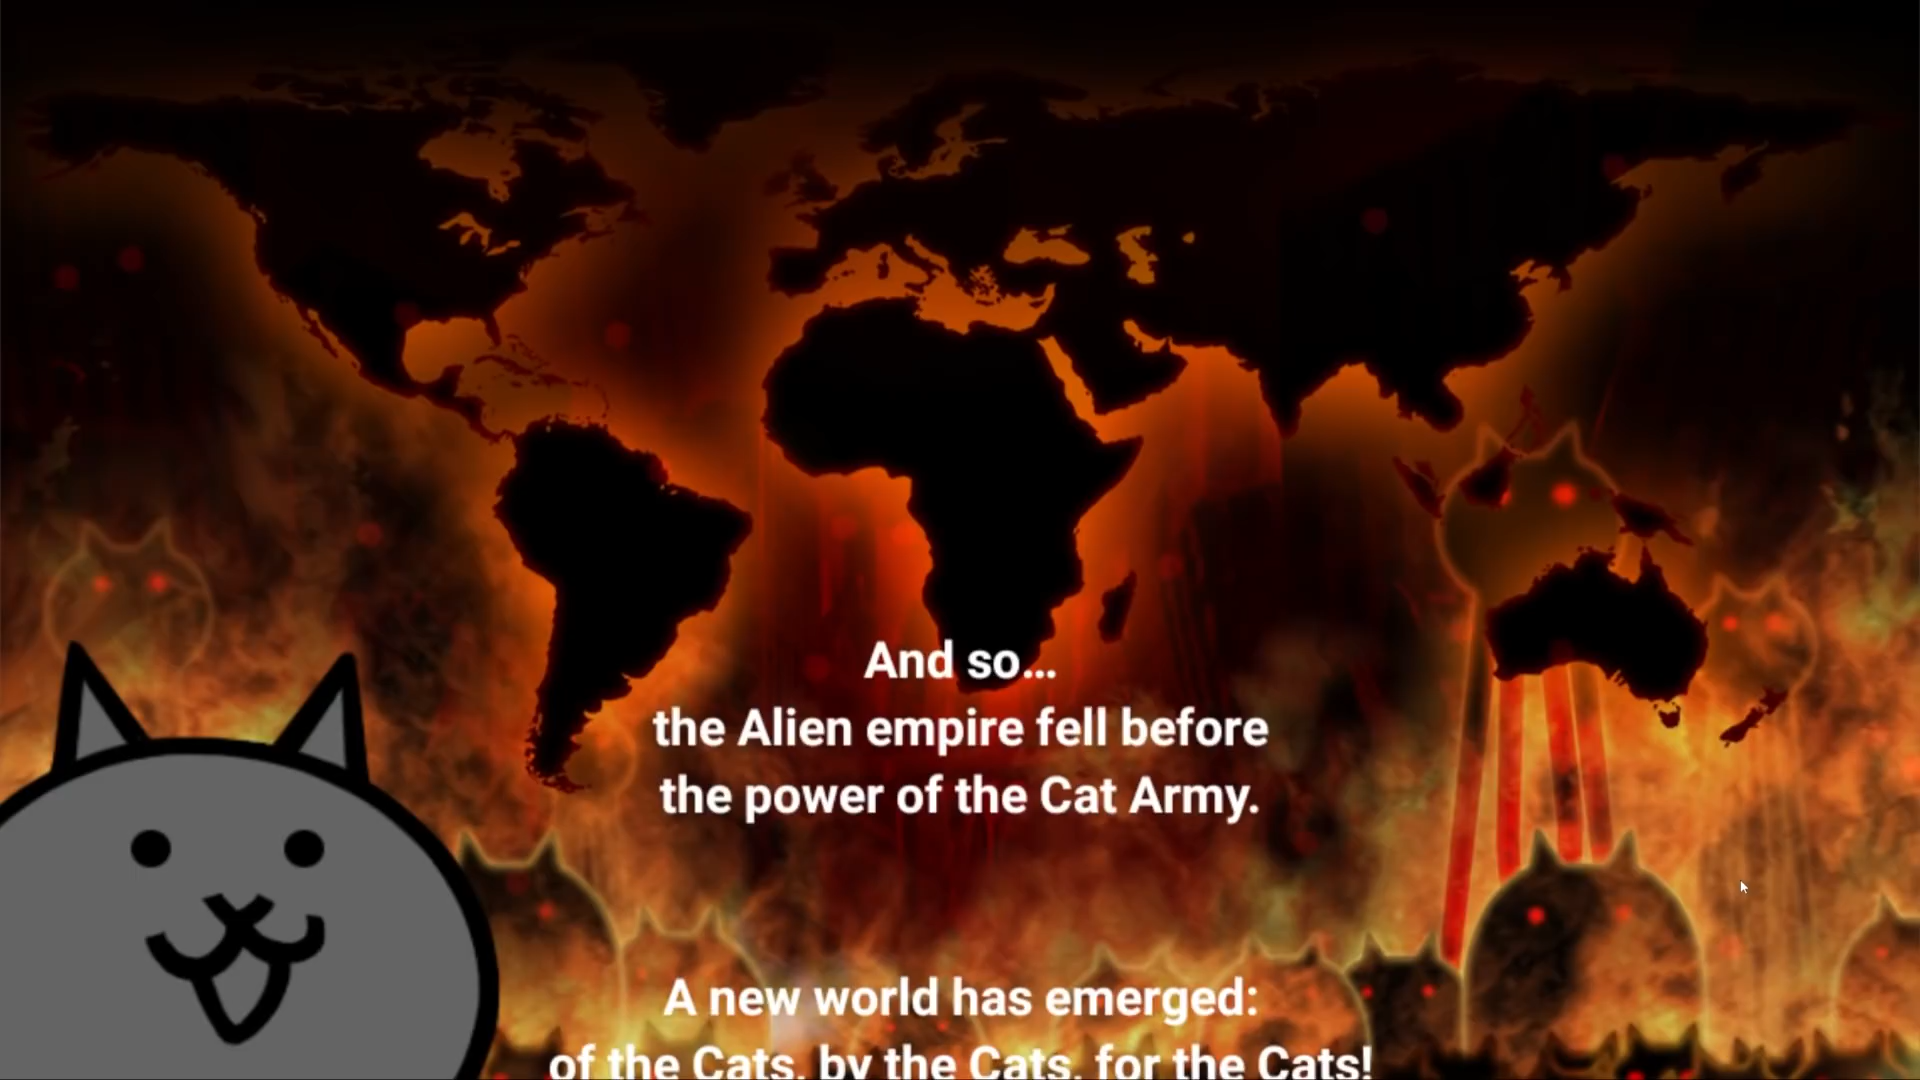 And so…
the Alien empire fell before
the power of the Cat Army.
A new world has emerged:
of the Cats, by the Cats, for the Cats!